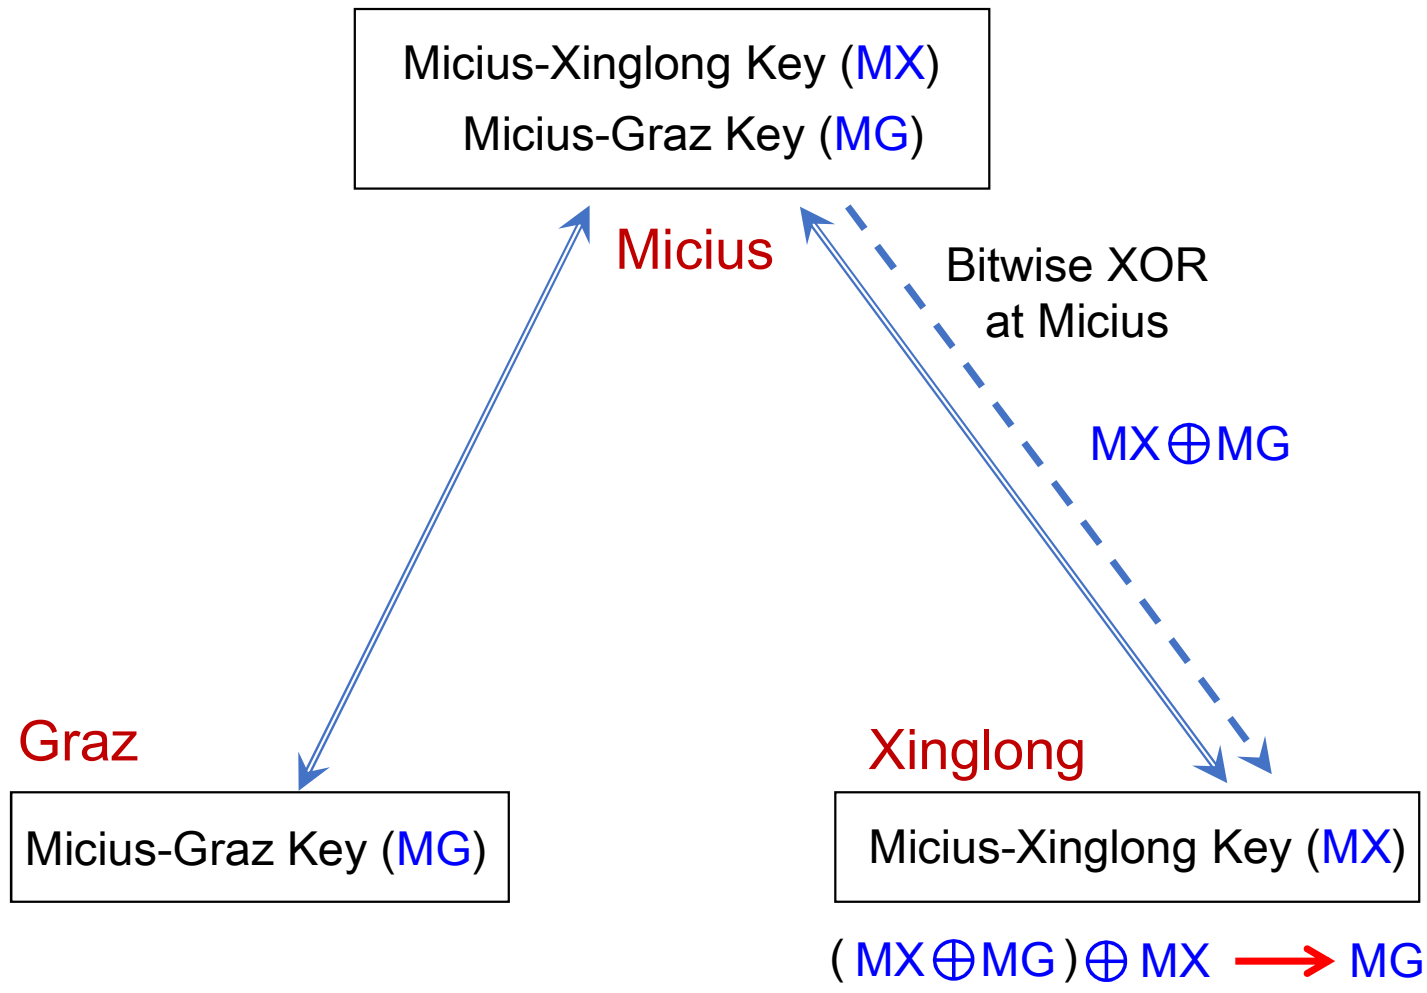 Micius-Xinglong Key (MX)
Micius-Graz Key (MG)
Micius
Bitwise XOR
at Micius
MX⊕MG
Graz
Xinglong
Micius-Graz Key (MG)
Micius-Xinglong Key (MX)
(MX⊕MG)⊕MX → MG